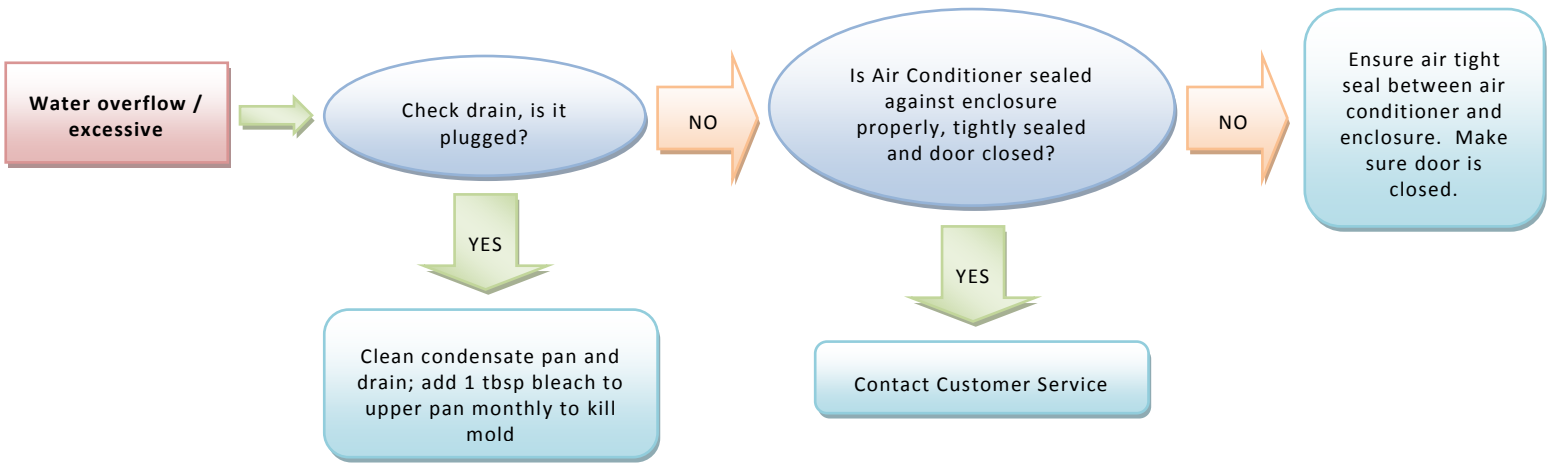 Water overflow /
excessive
Check drain, is it
plugged?
NO
Is Air Conditioner sealed
against enclosure
properly, tightly sealed
and door closed?
NO
Ensure air tight
seal between air
conditioner and
enclosure. Make
sure door is
closed.
YES
Clean condensate pan and
drain; add 1 tbsp bleach to
upper pan monthly to kill
mold
YES
Contact Customer Service